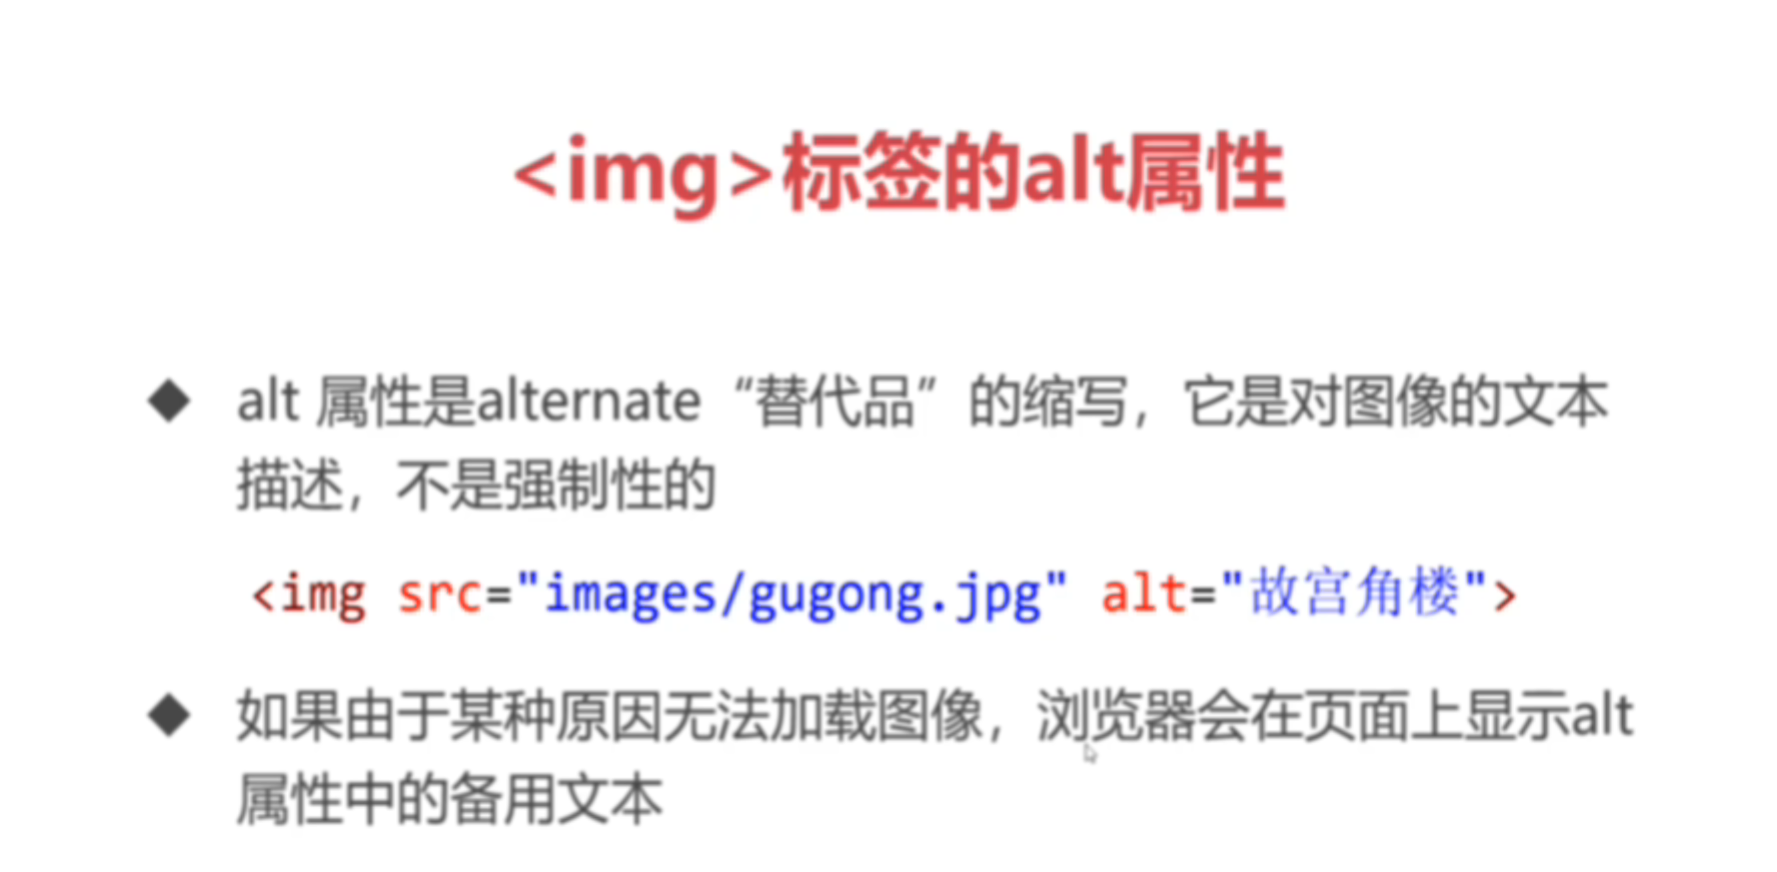 <img>标签的alt属性
◆ alt 属性是alternate“替代品”的缩写，它是对图像的文本
描述，不是强制性的
<img src="images/gugong.jpg" alt="故宫角楼">
◆ 如果由于某种原因无法加载图像，浏览器会在页面上显示alt
属性中的备用文本